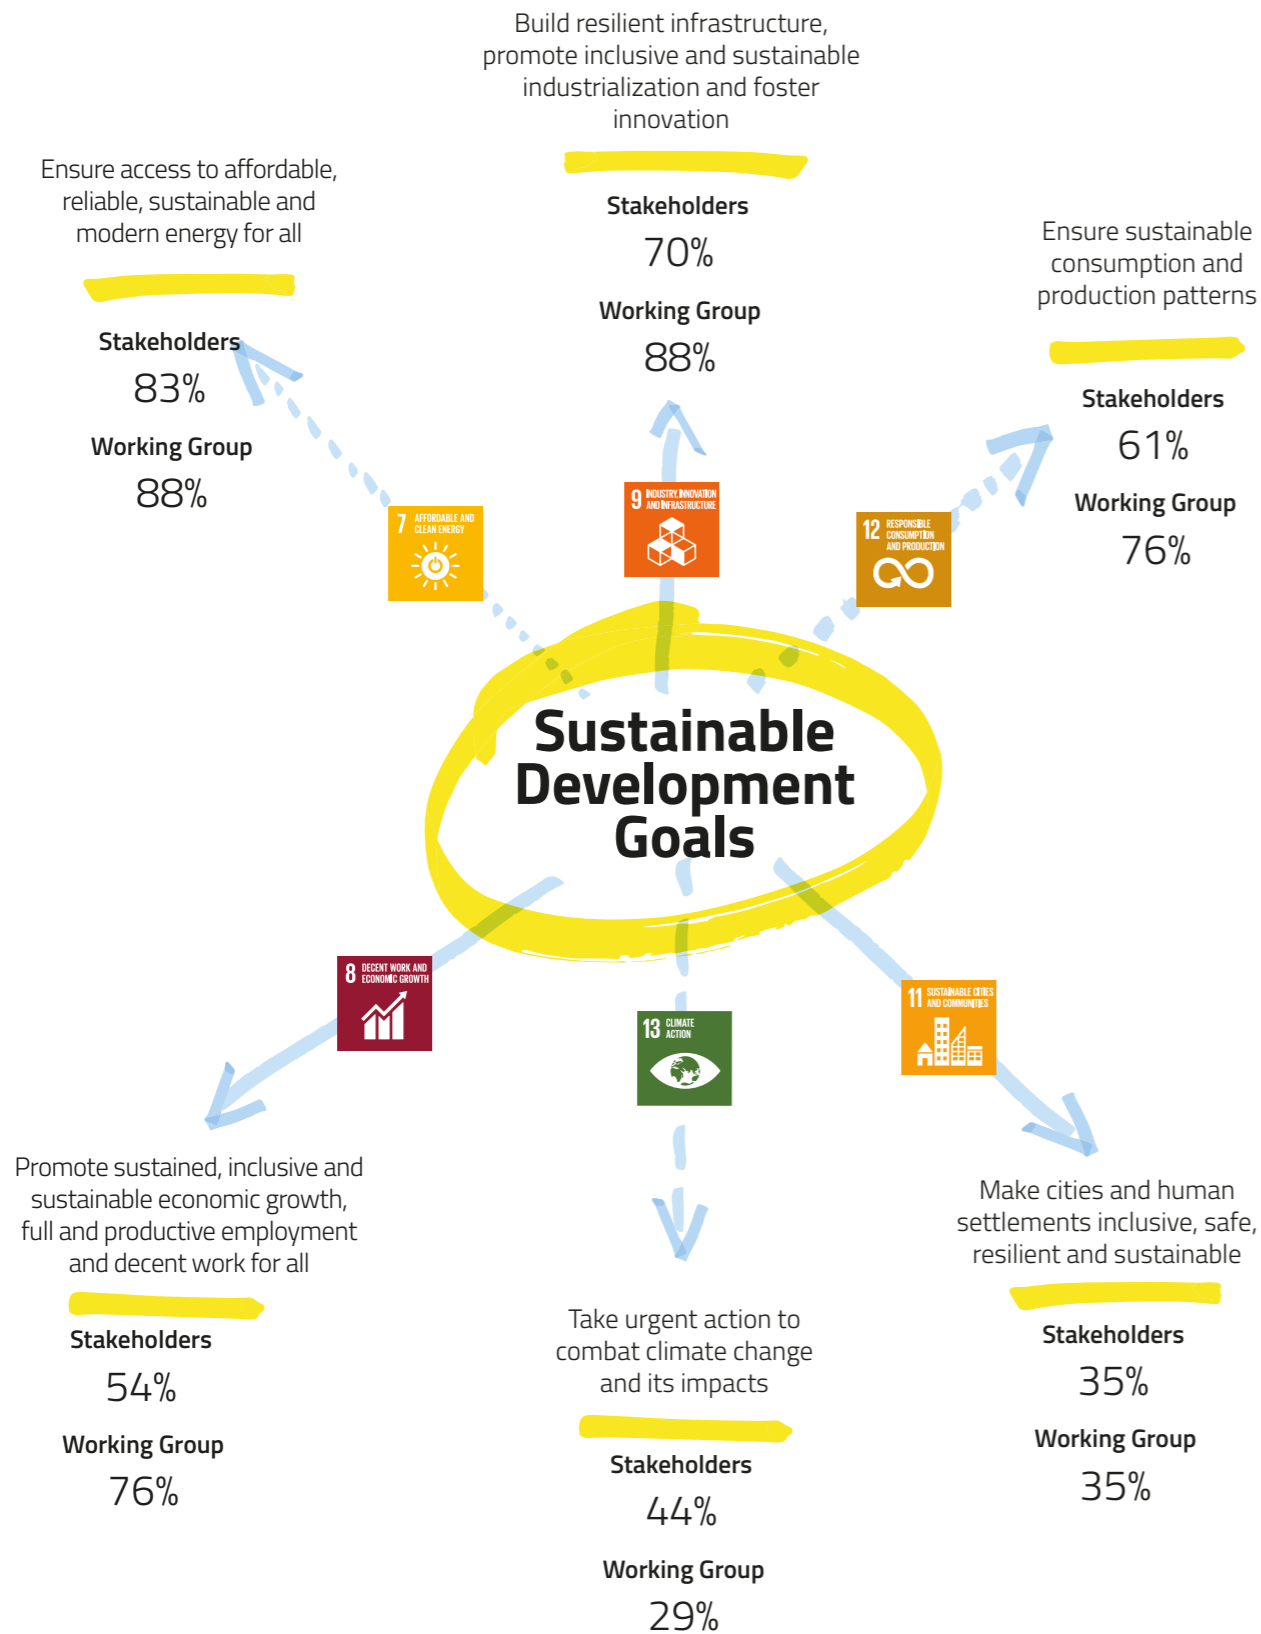 Build resilient infrastructure,
promote inclusive and sustainable
industrialization and foster
innovation
Stakeholders
70%
Working Group
88%
Ensure access to affordable,
reliable, sustainable and
modern energy for all
Stakeholders
83%
Working Group
88%
Ensure sustainable
consumption and
production patterns
Stakeholders
61%
Working Group
76%
7 AFFORDABLE AND
CLEAN ENERGY
9 INDUSTRY, INNOVATION
AND INFRASTRUCTURE
12 RESPONSIBLE
CONSUMPTION
AND PRODUCTION
Sustainable
Development
Goals
8 DECENT WORK AND
ECONOMIC GROWTH
13 CLIMATE
ACTION
11 SUSTAINABLE CITIES
AND COMMUNITIES
Promote sustained, inclusive and
sustainable economic growth,
full and productive employment
and decent work for all
Stakeholders
54%
Working Group
76%
Take urgent action to
combat climate change
and its impacts
Stakeholders
44%
Working Group
29%
Make cities and human
settlements inclusive, safe,
resilient and sustainable
Stakeholders
35%
Working Group
35%